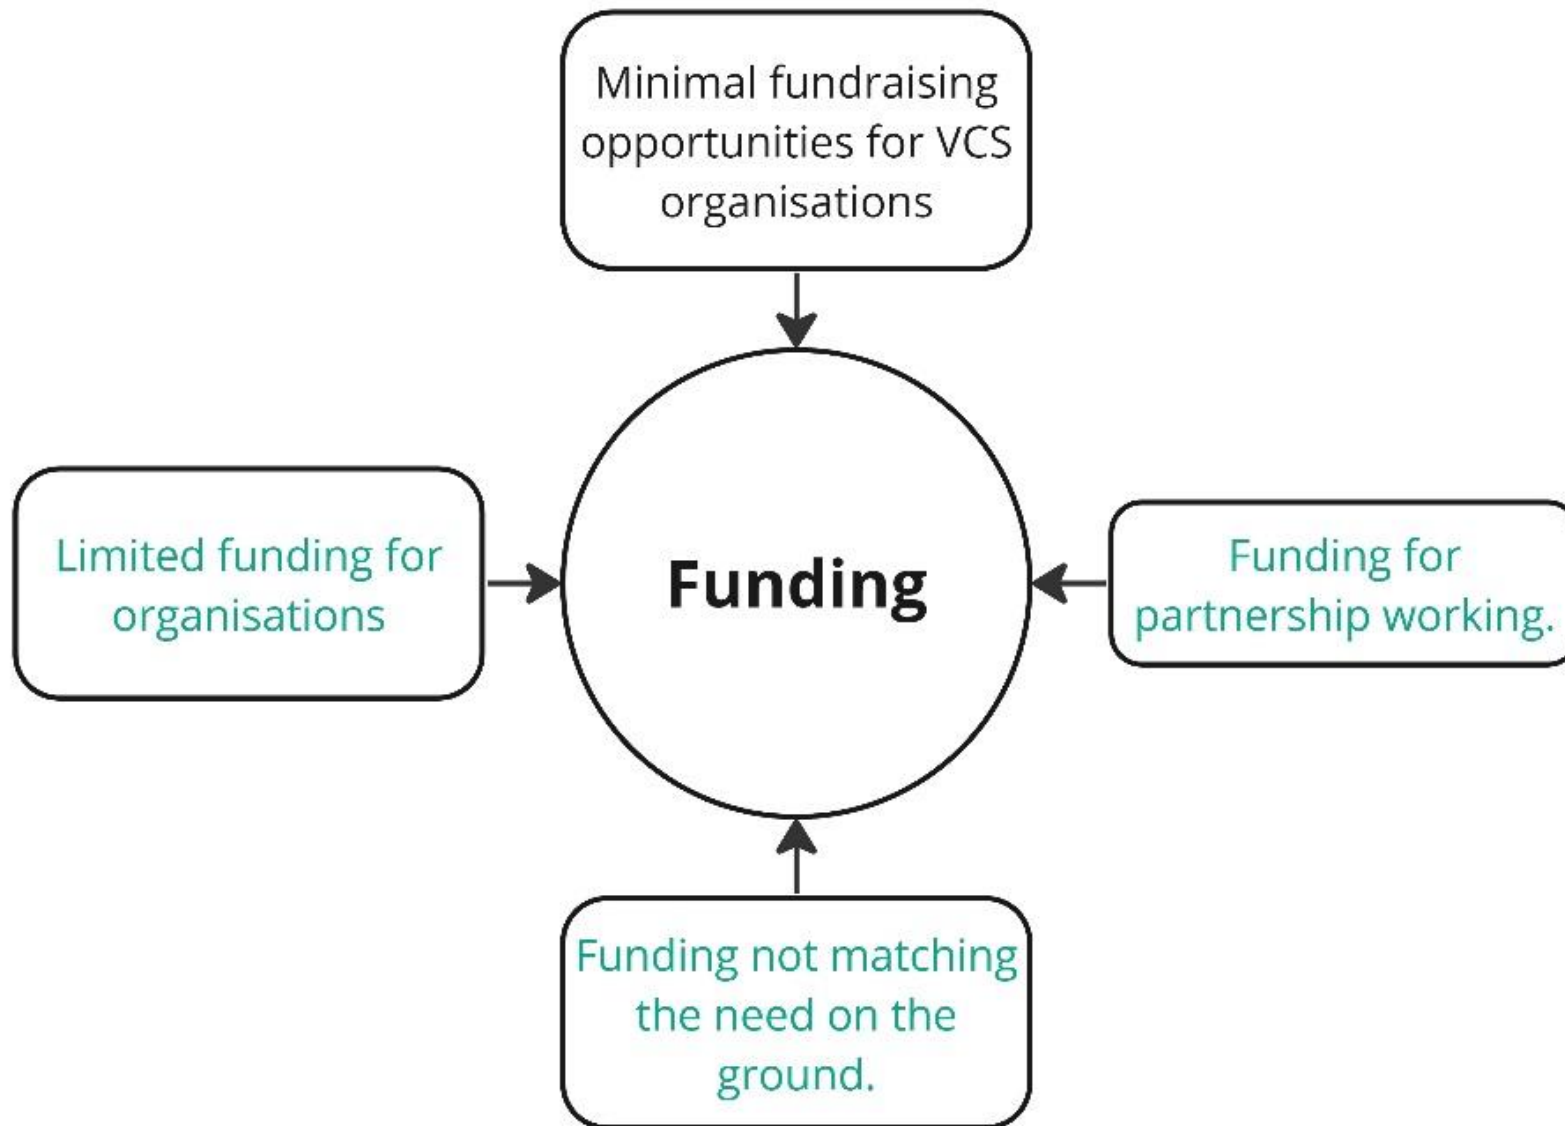 Minimal fundraising
opportunities for VCS
organisations
Limited funding for
organisations
Funding
Funding for
partnership working.
Funding not matching
the need on the
ground.